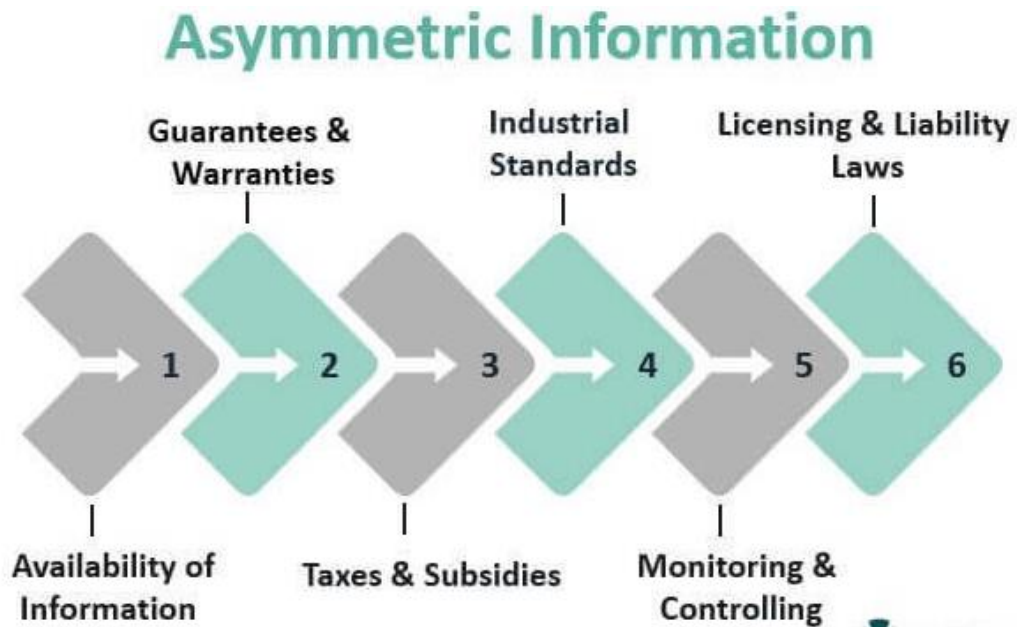 Asymmetric Information
Guarantees &
Warranties
Industrial
Standards
Licensing & Liability
Laws
1
2
3
4
5
6
Availability of
Information
Taxes & Subsidies
Monitoring &
Controlling